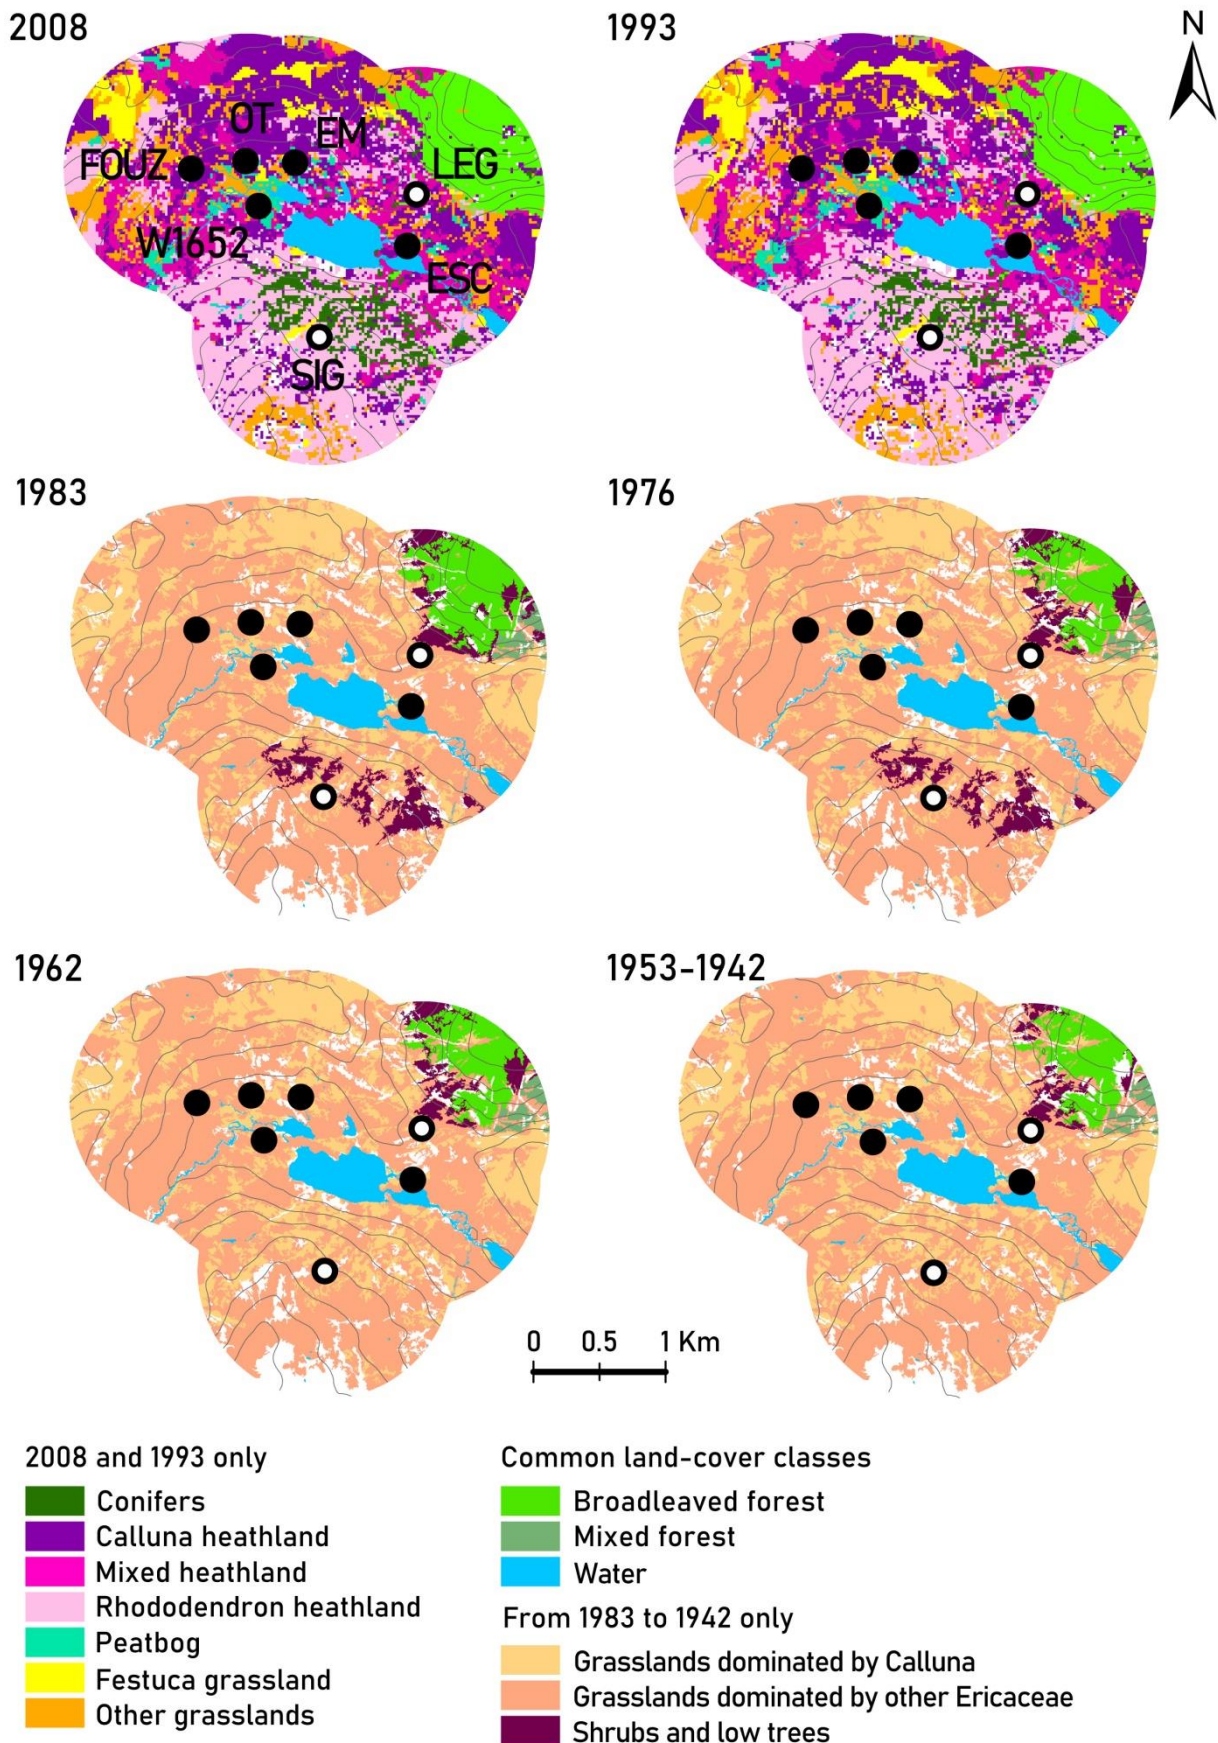 2008
1993
N
OT
EM
FOUZ
LEG
W1652
ESC
SIG
1983
1976
1962
1953-1942
0 0.5 1 Km
2008 and 1993 only
Conifers
Calluna heathland
Mixed heathland
Rhododendron heathland
Peatbog
Festuca grassland
Other grasslands
Common land-cover classes
Broadleaved forest
Mixed forest
Water
From 1983 to 1942 only
Grasslands dominated by Calluna
Grasslands dominated by other Ericaceae
Shrubs and low trees